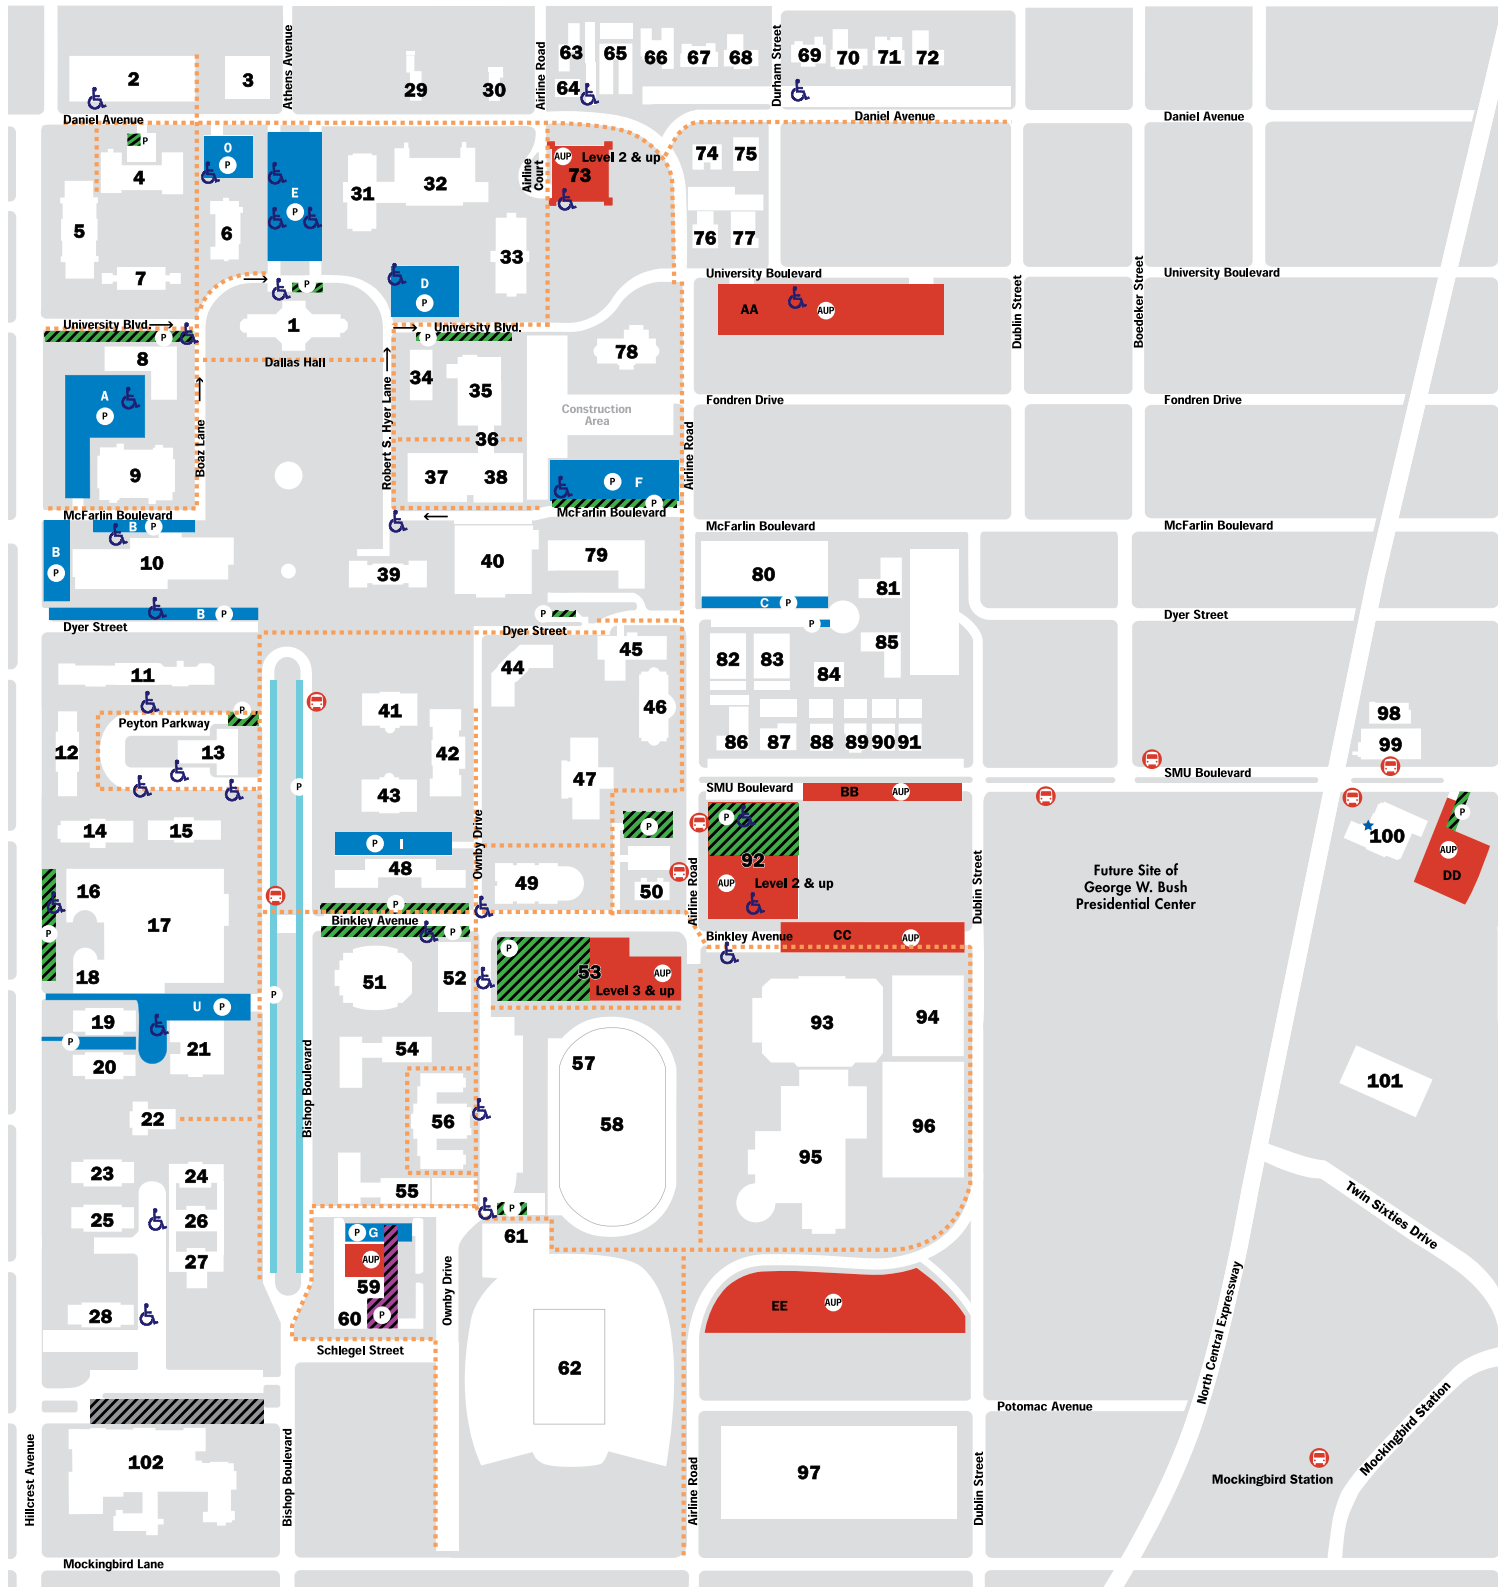 Athens Avenue
Airline Road
Durham Street
2
3
29
30
63
64
65
66
67
68
69
70
71
72
Daniel Avenue
Daniel Avenue
Daniel Avenue
P
4
O
P
E
P
31
32
Airline
Court
AUP
Level 2 & up
73
74
75
5
6
7
33
76
77
D
P
P
1
University Blvd.
P
University Blvd.
P
University Boulevard
University Boulevard
AA
AUP
Dublin Street
Boedeker Street
8
Dallas Hall
34
35
78
A
P
Boaz Lane
Robert S. Hyer Lane
Construction
Area
Fondren Drive
Fondren Drive
Airline Road
9
36
37
38
P
F
P
McFarlin Boulevard
McFarlin Boulevard
McFarlin Boulevard
McFarlin Boulevard
B
P
B
P
10
39
40
79
80
81
C
P
P
B
P
Dyer Street
P
Dyer Street
Dyer Street
11
44
45
82
83
84
85
P
Peyton Parkway
12
13
41
42
43
46
47
86
87
88
89
90
91
98
99
P
SMU Boulevard
SMU Boulevard
BB
AUP
14
15
P
I
Ownby Drive
P
P
92
AUP
Level 2 & up
100
P
AUP
DD
16
17
18
48
49
50
Airline Road
Dublin Street
Future Site of
George W. Bush
Presidential Center
P
P
Binkley Avenue
P
Binkley Avenue
CC
AUP
51
52
P
53
AUP
Level 3 & up
U
P
P
19
P
20
21
54
57
93
94
Bishop Boulevard
101
22
56
58
95
96
23
24
25
26
27
28
55
P
61
P
G
AUP
59
60
P
Ownby Drive
Twin Sixties Drive
EE
AUP
North Central Expressway
Schlegel Street
62
Potomac Avenue
Mockingbird Station
102
97
Mockingbird Station
Hillcrest Avenue
Bishop Boulevard
Airline Road
Dublin Street
Mockingbird Lane